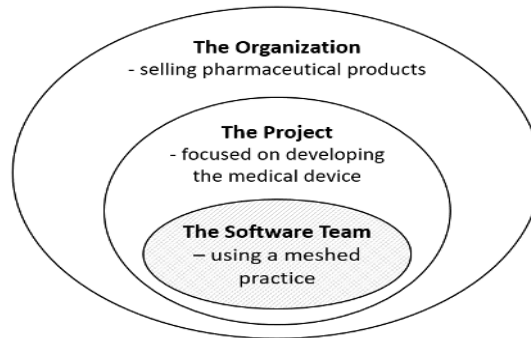 The Organization
- selling pharmaceutical products
The Project
- focused on developing
the medical device
The Software Team
– using a meshed
practice